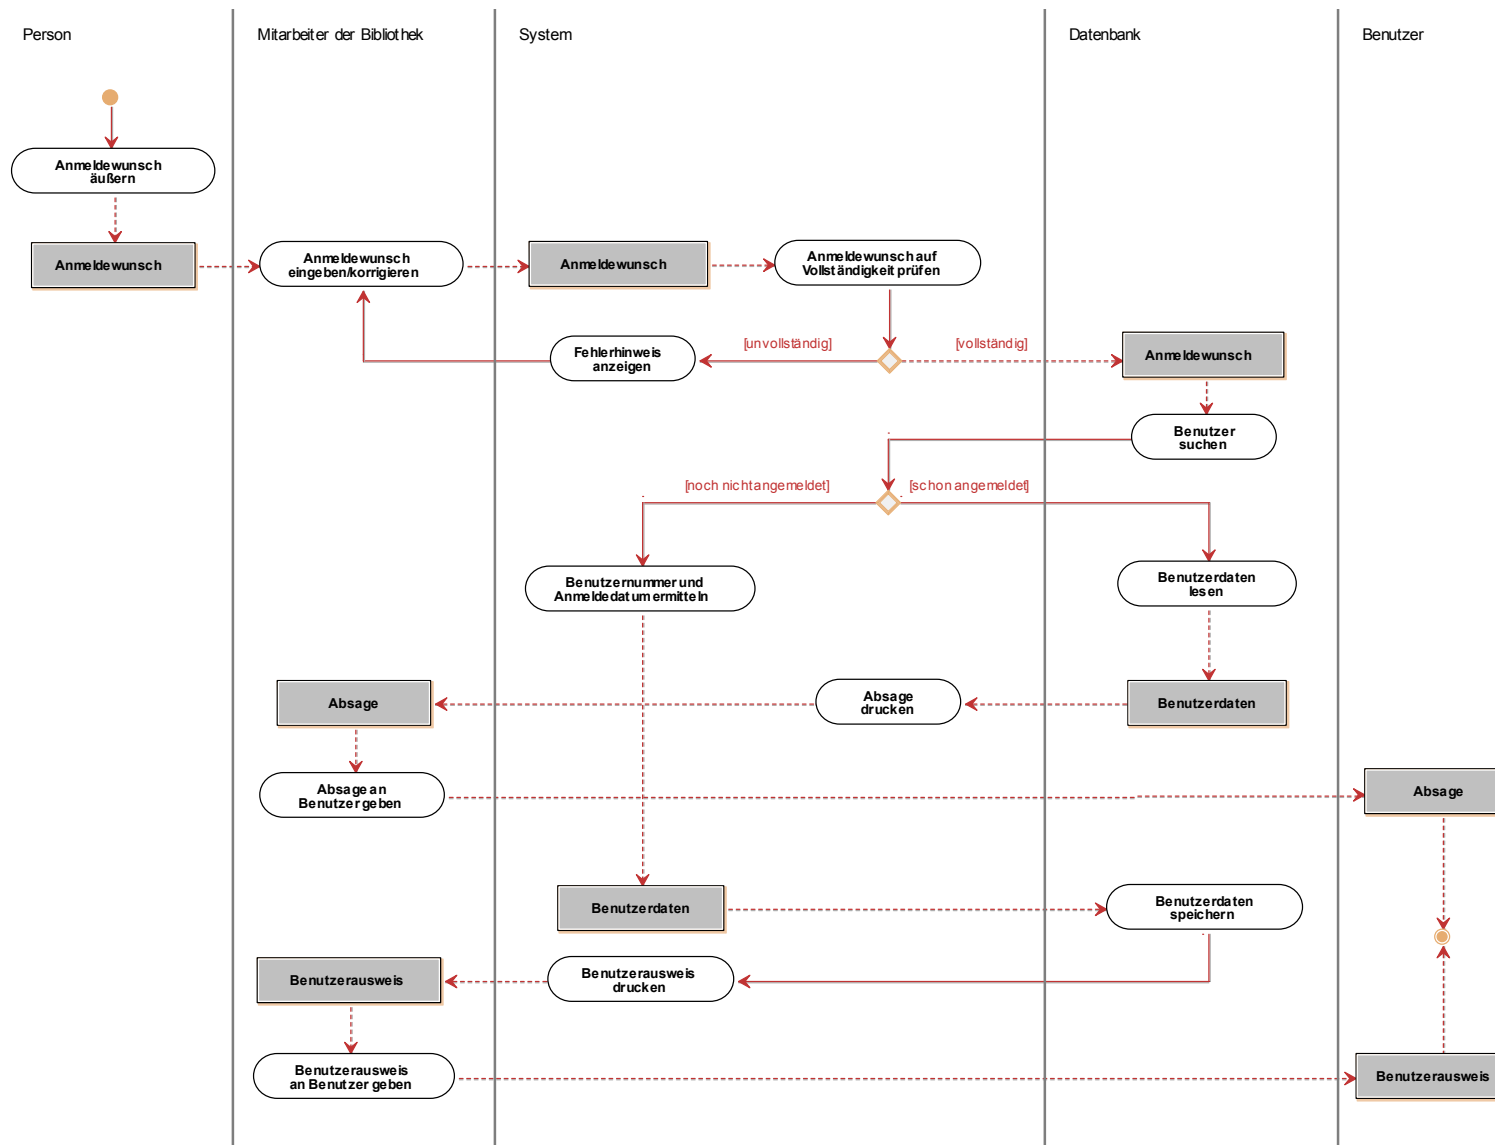 Person
Mitarbeiter der Bibliothek
System
Datenbank
Benutzer
Anmeldewunsch
äußern
Anmeldewunsch
Anmeldewunsch
eingeben/korrigieren
Anmeldewunsch
Anmeldewunsch auf
Vollständigkeit prüfen
[unvollständig]
[vollständig]
Fehlerhinweis
anzeigen
Anmeldewunsch
Benutzer
suchen
[noch nicht angemeldet]
[schon angemeldet]
Benutzernummer und
Anmeldedatum ermitteln
Benutzerdaten
lesen
Absage
Absage
drucken
Benutzerdaten
Absage an
Benutzer geben
Absage
Benutzerdaten
Benutzerdaten
speichern
Benutzerausweis
Benutzerausweis
drucken
Benutzerausweis
an Benutzer geben
Benutzerausweis